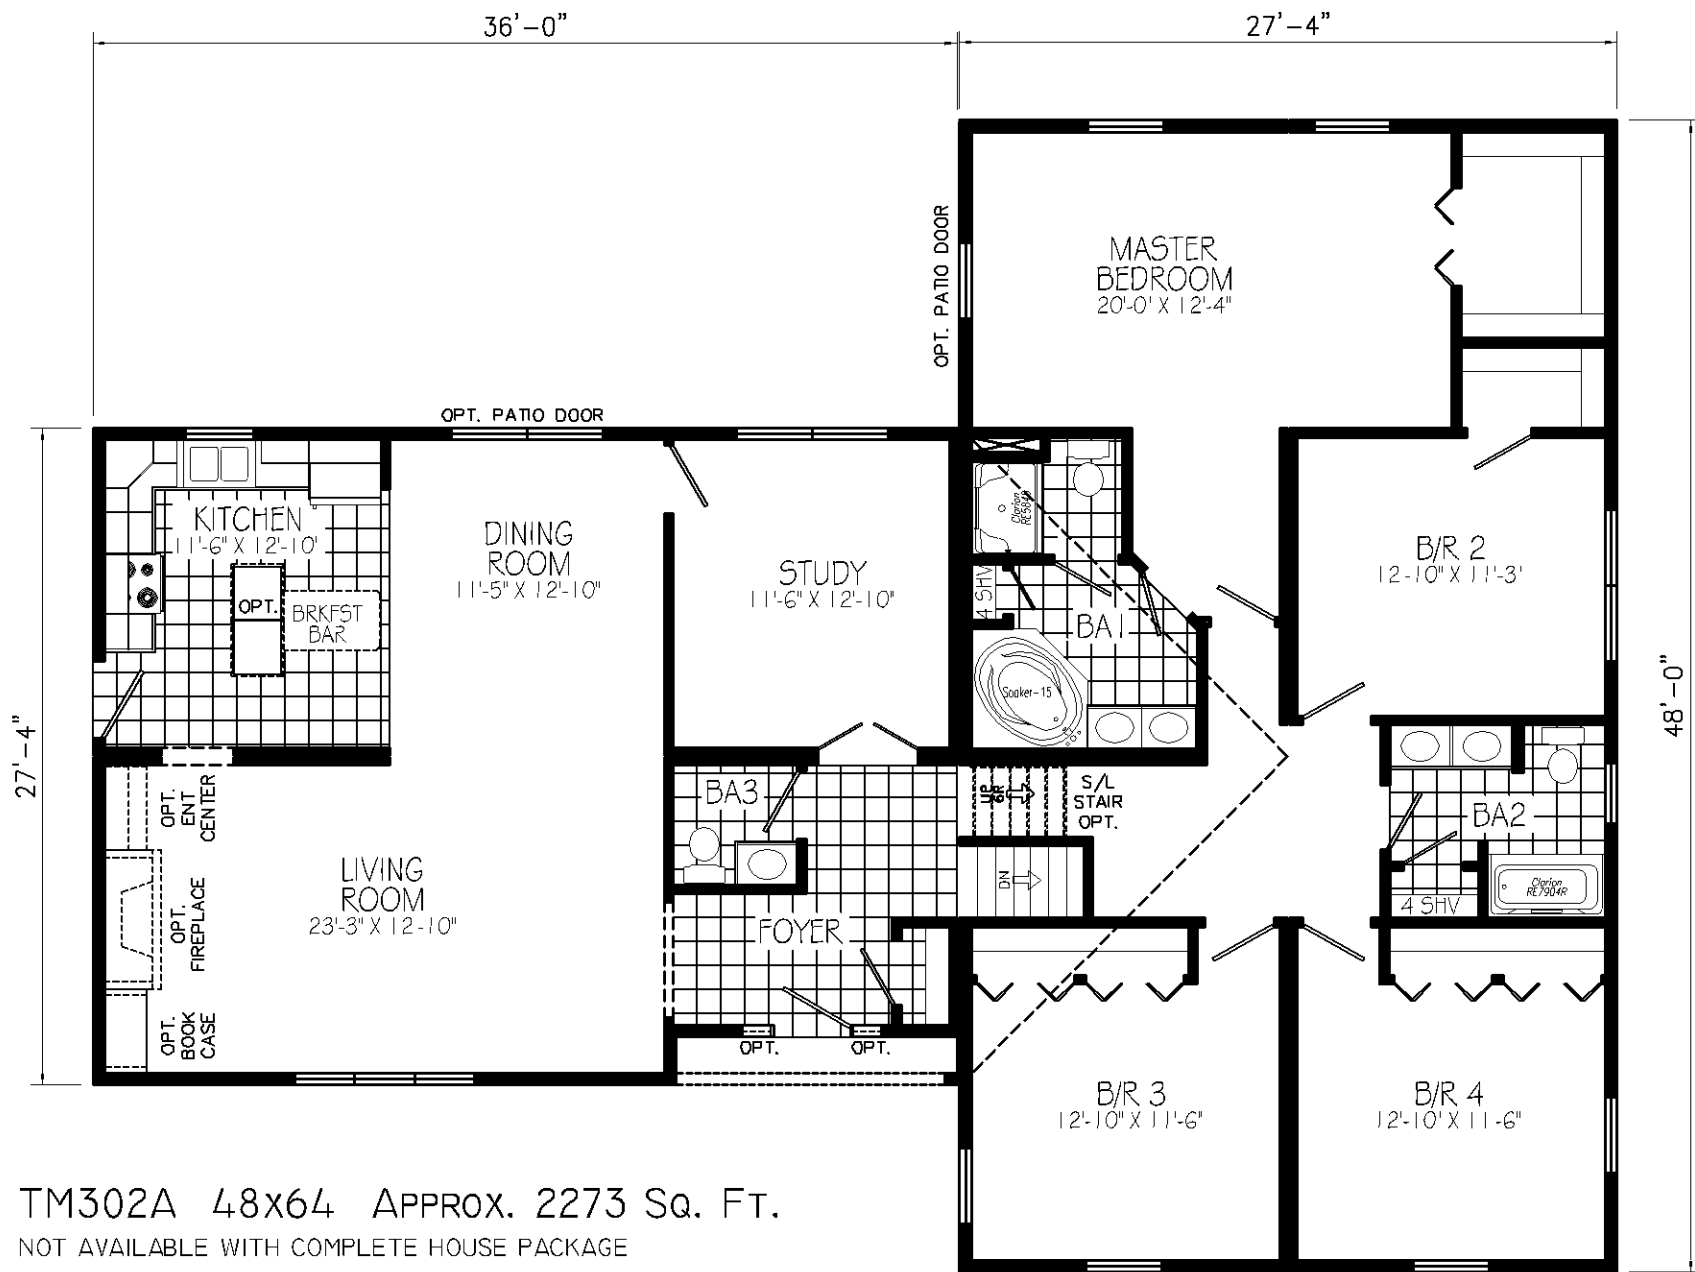 36'-0"
27'-4"
OPT. PATIO DOOR
MASTER
BEDROOM
20'-0' X 12'-4"
OPT. PATIO DOOR
27'-4"
48'-0"
KITCHEN
11'-6" X 12'-10'
OPT.
BRKFST
BAR
DINING
ROOM
11'-5" X 12'-10"
STUDY
11'-6" X 12'-10"
Clarion
RE5848
4 SHV
BA1
Soaker-15
B/R 2
12-10" X 11'-3'
OPT.
ENT
CENTER
BA3
UP
6R
S/L
STAIR
OPT.
DN
BA2
Clarion
RE7904R
4 SHV
LIVING
ROOM
23'-3" X 12-10"
OPT.
FIREPLACE
FOYER
OPT.
BOOK
CASE
OPT.
OPT.
B/R 3
12'-10" X 11'-6"
B/R 4
12'-10' X 11-6"
TM302A 48X64 APPROX. 2273 SQ. FT.
NOT AVAILABLE WITH COMPLETE HOUSE PACKAGE